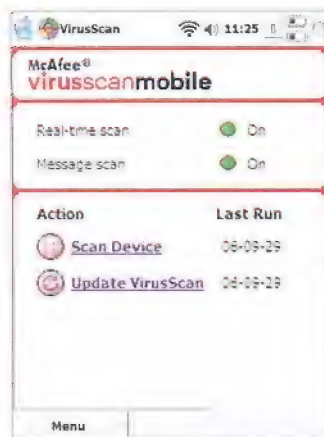 VirusScan 11:25
McAfee®
virusscanmobile
Real-time scan On
Message scan On
Action Last Run
Scan Device 06-09-29
Update VirusScan 06-09-29
Menu